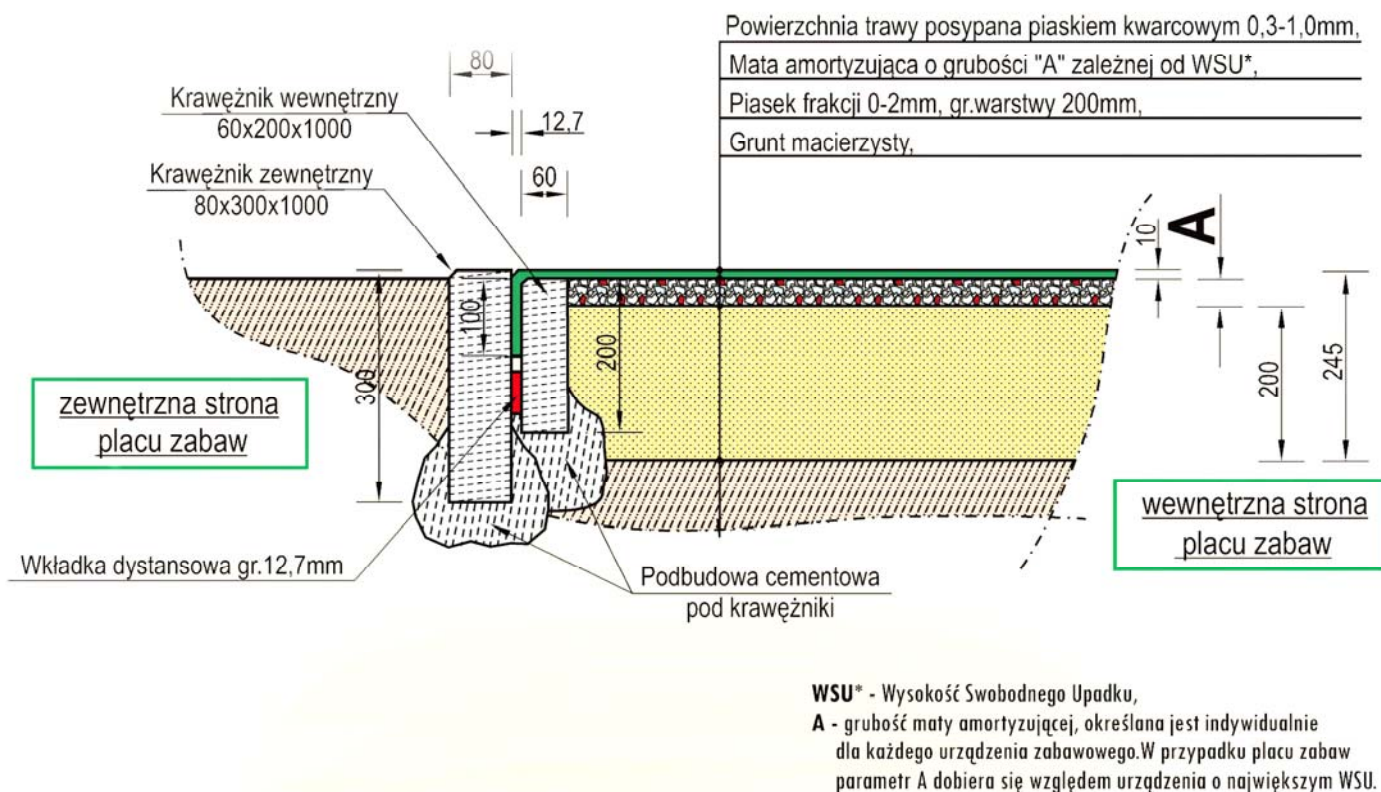 Powierzchnia trawy posypana piaskiem kwarcowym 0,3-1,0mm,
Mata amortyzująca o grubości "A" zależnej od WSU*,
Piasek frakcji 0-2mm, gr.warstwy 200mm,
Grunt macierzysty,
80
Krawężnik wewnętrzny
60x200x1000
12,7
Krawężnik zewnętrzny
80x300x1000
60
10
A
100
300
200
200
245
zewnętrzna strona
placu zabaw
wewnętrzna strona
placu zabaw
Wkładka dystansowa gr.12,7mm
Podbudowa cementowa
pod krawężniki
WSU* - Wysokość Swobodnego Upadku,
A - grubość maty amortyzującej, określana jest indywidualnie
dla każdego urządzenia zabawowego.W przypadku placu zabaw
parametr A dobiera się względem urządzenia o największym WSU.